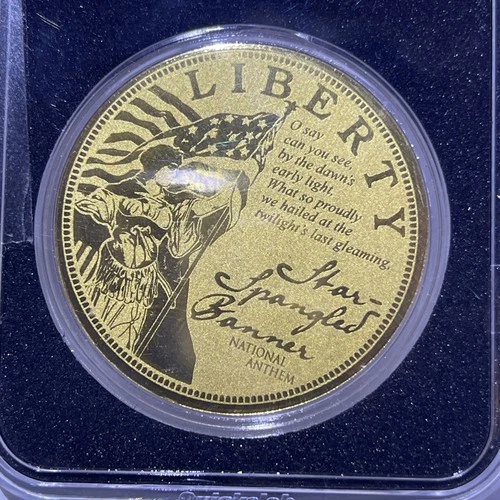 LIBERTY
O say
can you see,
by the dawn's
early light.
What so proudly
we hailed at the
twilight's last gleaming,
Star-
Spangled
Banner
NATIONAL
ANTHEM